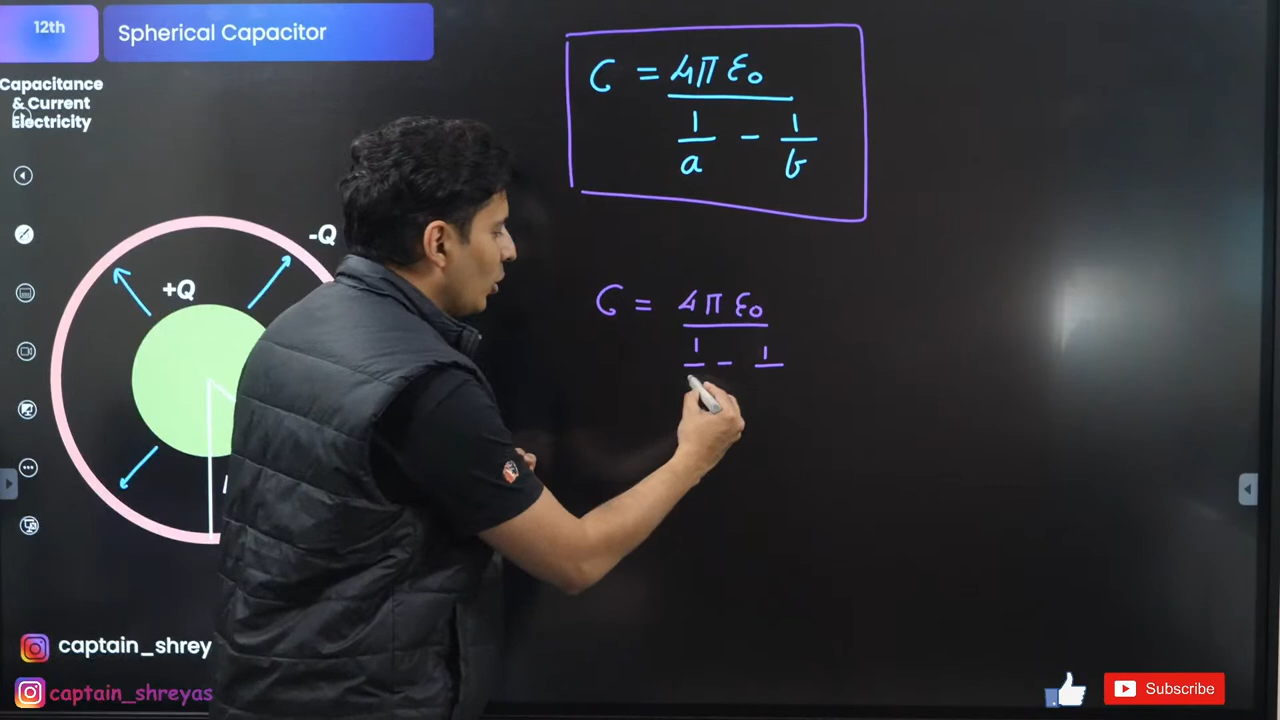 12th
Spherical Capacitor
Capacitance
& Current
Electricity
C = 4π ε₀
1/a - 1/b
-Q
+Q
C = 4π ε₀
1/ - 1/
captain_shrey
captain_shreyas
Subscribe